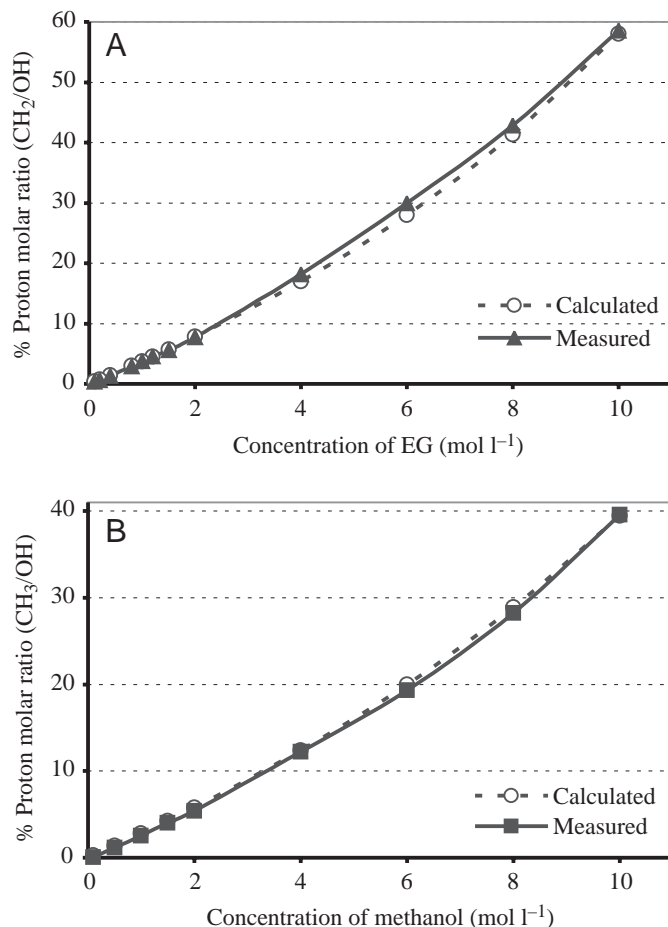 A
% Proton molar ratio (CH₂/OH)
60
50
40
30
20
10
0
Calculated
Measured
0 2 4 6 8 10
Concentration of EG (mol l⁻¹)
B
% Proton molar ratio (CH₃/OH)
40
30
20
10
0
Calculated
Measured
0 2 4 6 8 10
Concentration of methanol (mol l⁻¹)